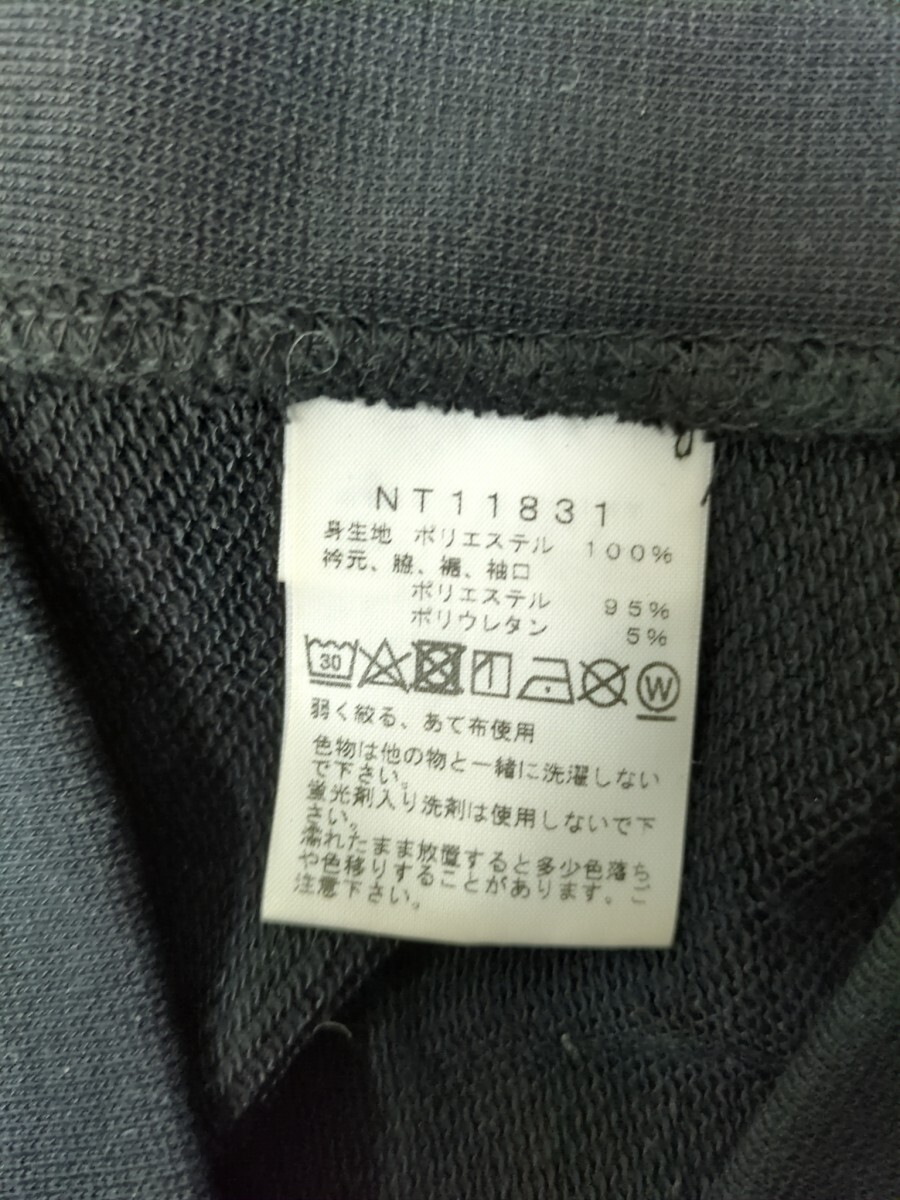 NT11831
身生地 ポリエステル 100%
衿元、脇、裾、袖口
ポリエステル 95%
ポリウレタン 5%
30 W
弱く絞る、あて布使用
色物は他の物と一緒に洗濯しない
で下さい。
蛍光剤入り洗剤は使用しないで下
さい。
濡れたまま放置すると多少色落ち
や色移りすることがあります。ご
注意下さい。